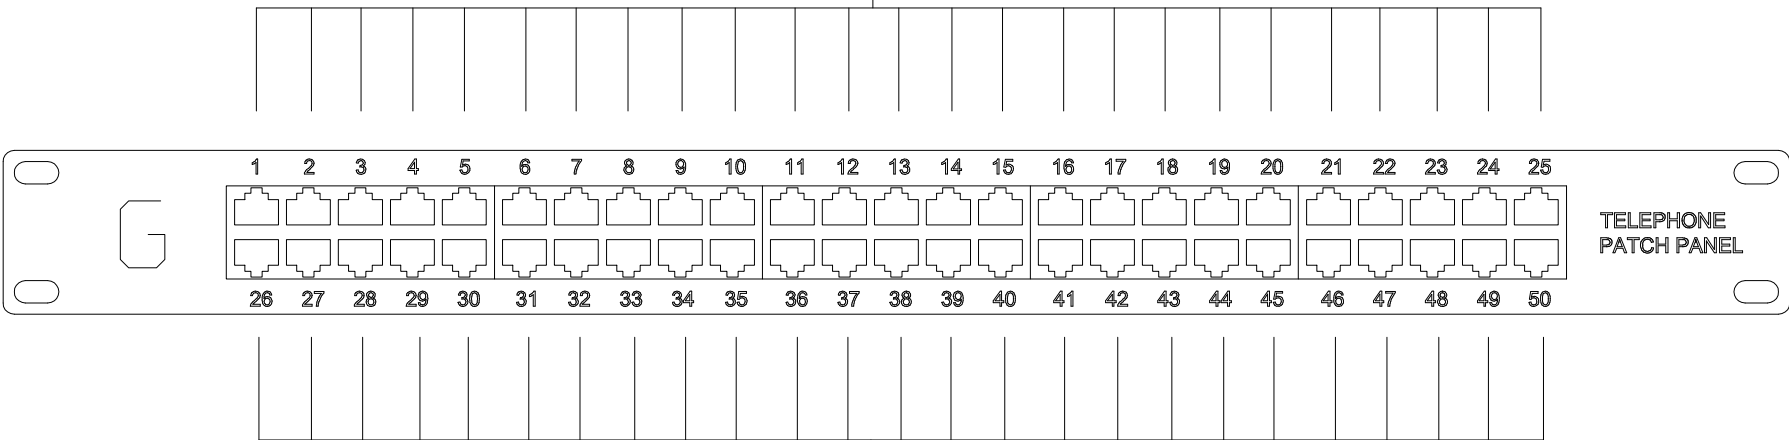 1 2 3 4 5 6 7 8 9 10 11 12 13 14 15 16 17 18 19 20 21 22 23 24 25
G
TELEPHONE
PATCH PANEL
26 27 28 29 30 31 32 33 34 35 36 37 38 39 40 41 42 43 44 45 46 47 48 49 50